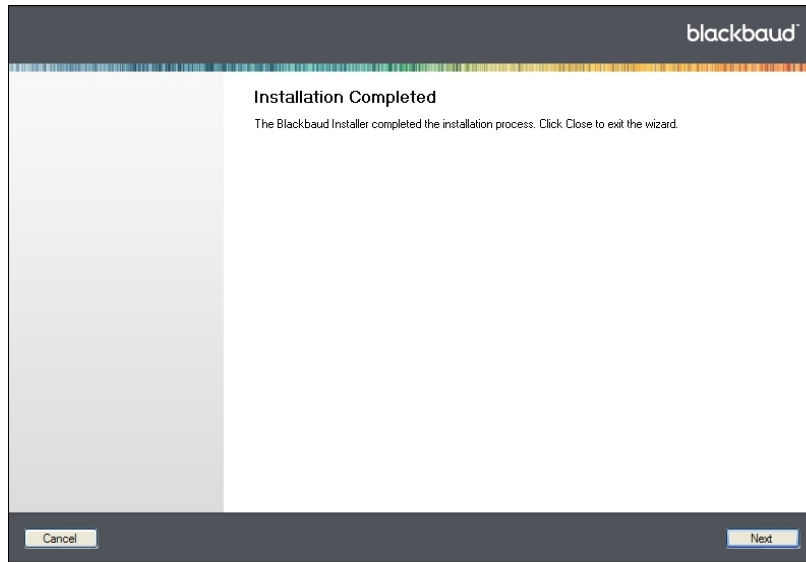 blackbaud
Installation Completed
The Blackbaud Installer completed the installation process. Click Close to exit the wizard.
Cancel
Next